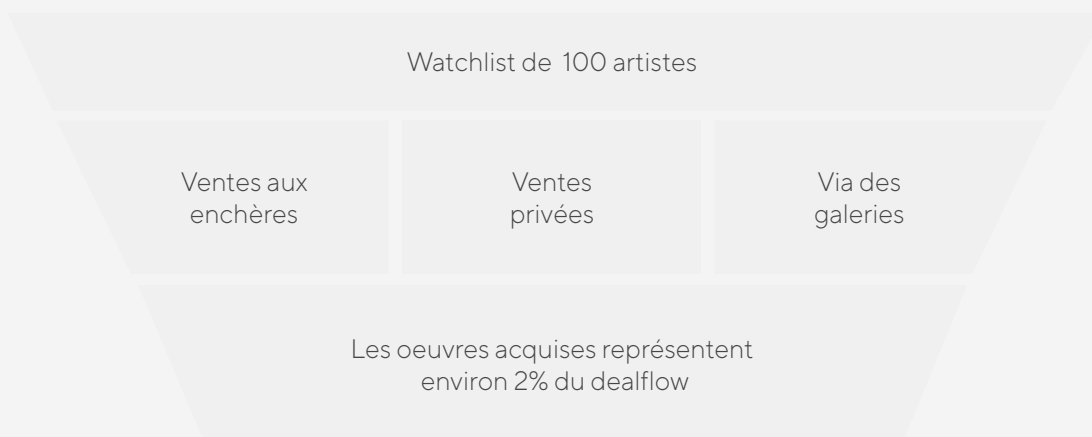 Watchlist de 100 artistes
Ventes aux
enchères
Ventes
privées
Via des
galeries
Les oeuvres acquises représentent
environ 2% du dealflow